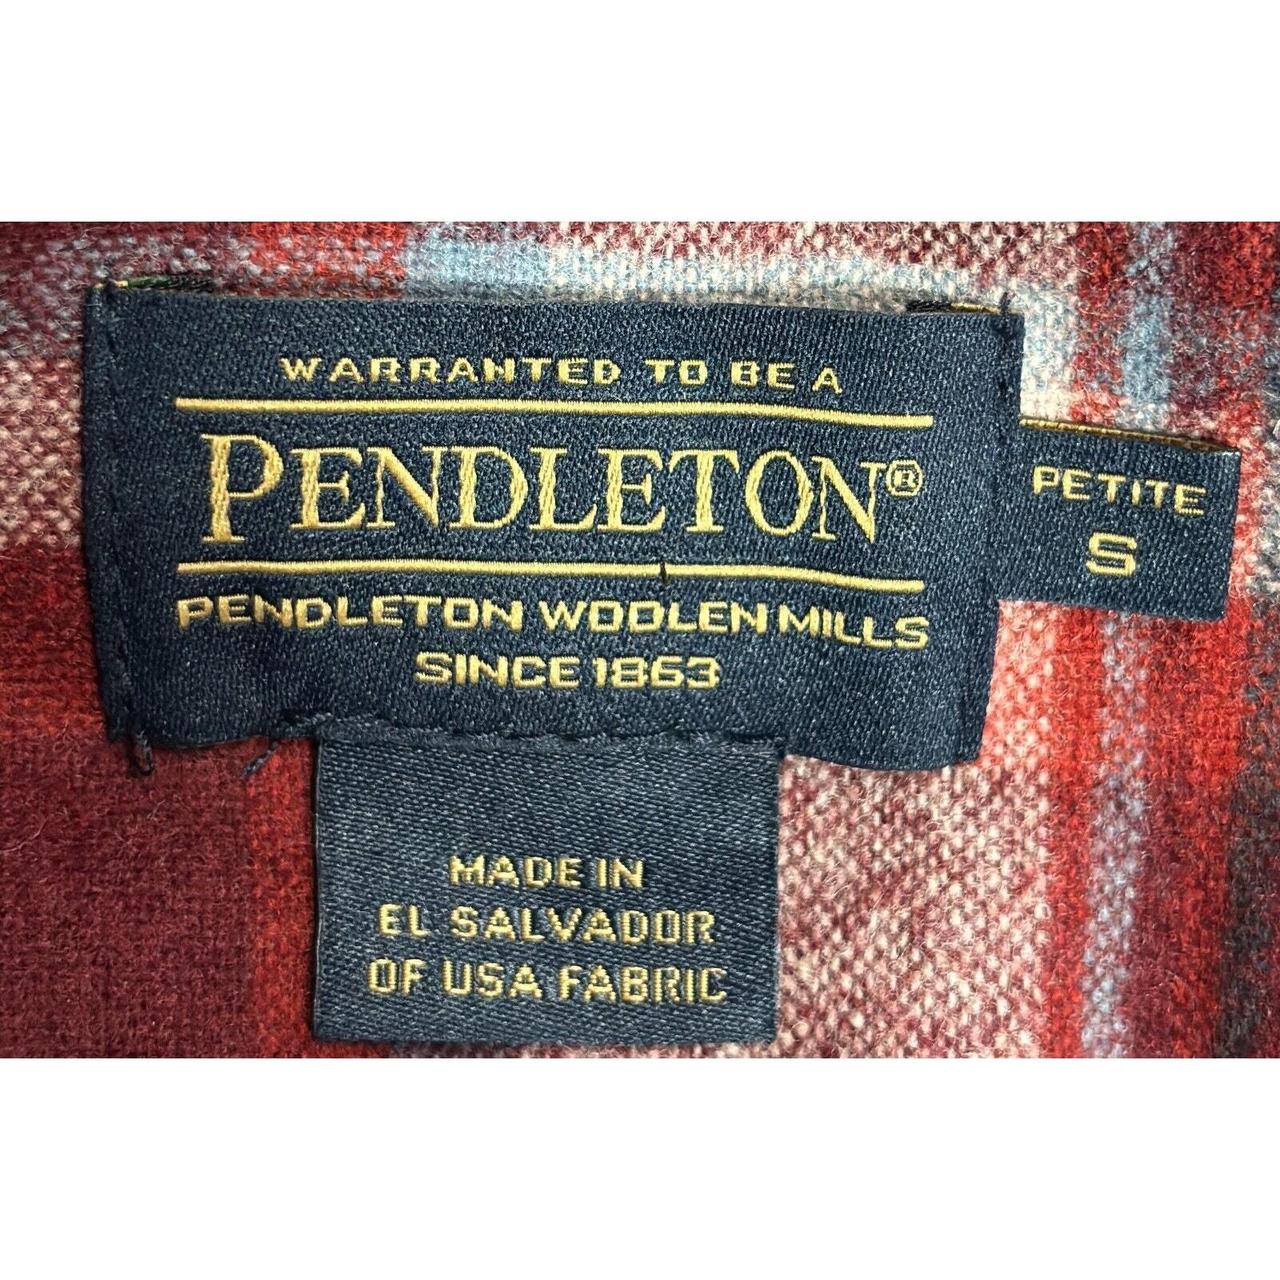 WARRANTED TO BE A
PENDLETON®
PENDLETON WOOLEN MILLS
SINCE 1863
PETITE
S
MADE IN
EL SALVADOR
OF USA FABRIC